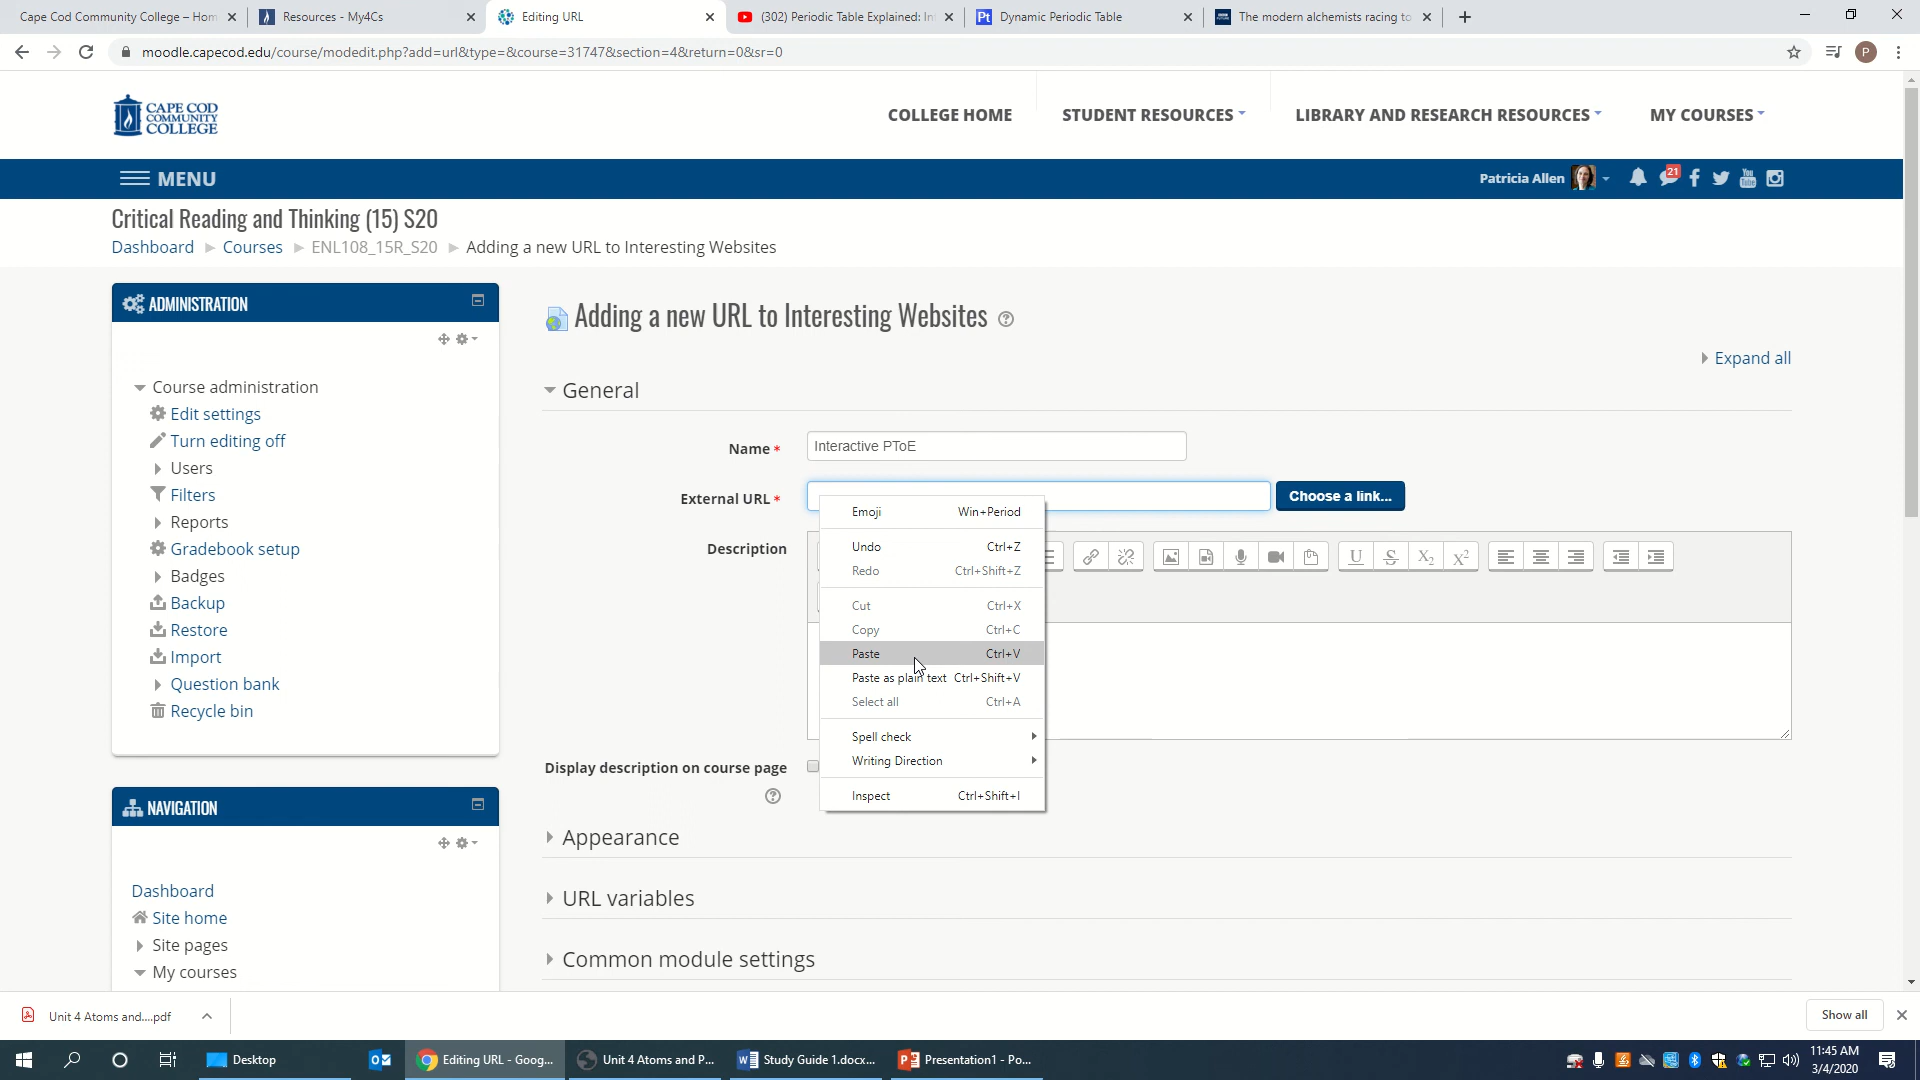 Cape Cod Community College – Hom
Resources - My4Cs
Editing URL
(302) Periodic Table Explained: In
Pt
Dynamic Periodic Table
The modern alchemists racing to
moodle.capecod.edu/course/modedit.php?add=url&type=&course=31747&section=4&return=0&sr=0
P
CAPE COD
COMMUNITY
COLLEGE
COLLEGE HOME
STUDENT RESOURCES
LIBRARY AND RESEARCH RESOURCES
MY COURSES
MENU
Patricia Allen
21
Critical Reading and Thinking (15) S20
Dashboard
Courses
ENL108_15R_S20
Adding a new URL to Interesting Websites
ADMINISTRATION
Course administration
Edit settings
Turn editing off
Users
Filters
Reports
Gradebook setup
Badges
Backup
Restore
Import
Question bank
Recycle bin
NAVIGATION
Dashboard
Site home
Site pages
My courses
Adding a new URL to Interesting Websites
Expand all
General
Name *
Interactive PToE
External URL *
Choose a link...
Description
Display description on course page
Appearance
URL variables
Common module settings
Emoji Win+Period
Undo Ctrl+Z
Redo Ctrl+Shift+Z
Cut Ctrl+X
Copy Ctrl+C
Paste Ctrl+V
Paste as plain text Ctrl+Shift+V
Select all Ctrl+A
Spell check
Writing Direction
Inspect Ctrl+Shift+I
Unit 4 Atoms and....pdf
Show all
Desktop
Editing URL - Goog...
Unit 4 Atoms and P...
Study Guide 1.docx...
Presentation1 - Po...
11:45 AM
3/4/2020